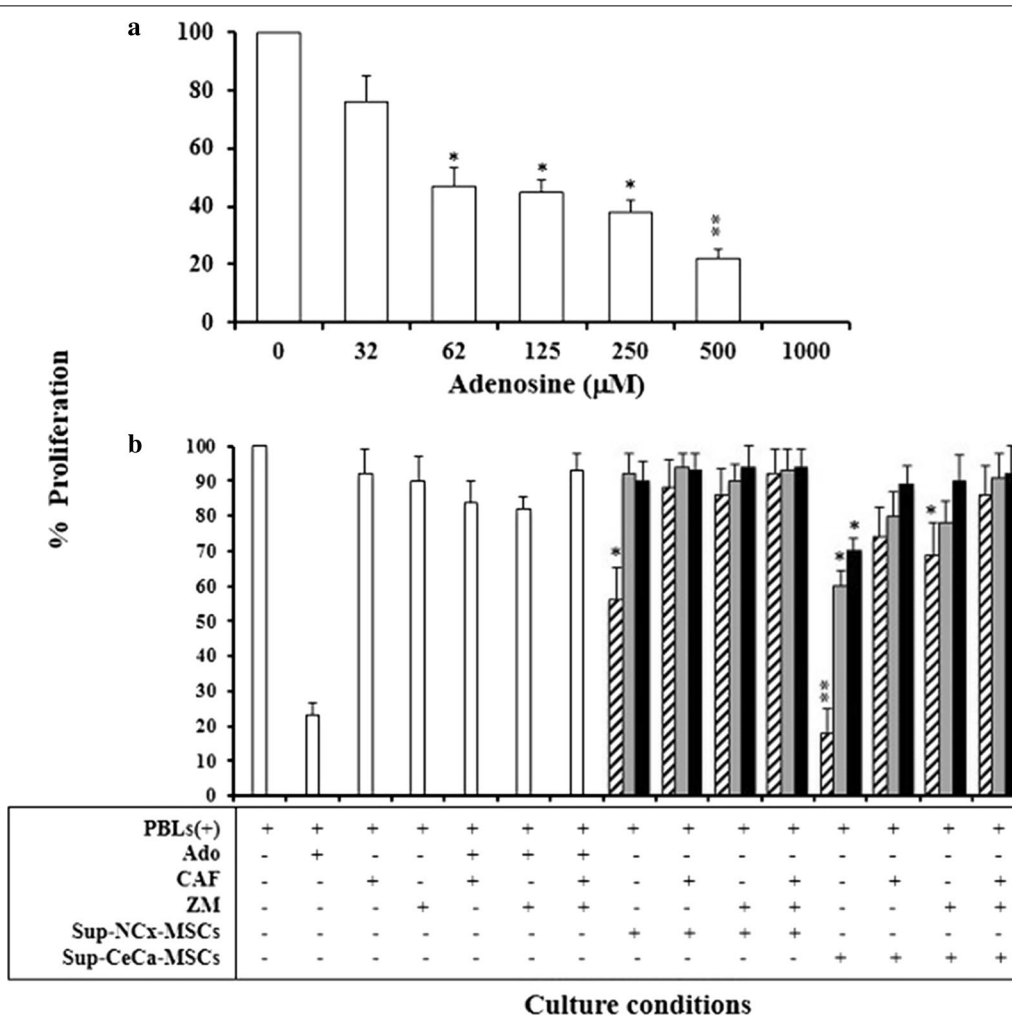 a
100
80
60
40
20
0
* * * **
0 32 62 125 250 500 1000
Adenosine (µM)
% Proliferation
b
100
90
80
70
60
50
40
30
20
10
0
* ** * * *
PBLs(+) + + + + + + + + + + + + + + +
Ado - + - - + + + - - - - - - - -
CAF - - + - + - + - + - + - + - +
ZM - - - + - + + - - + + - - + +
Sup-NCx-MSCs - - - - - - - + + + + - - - -
Sup-CeCa-MSCs - - - - - - - - - - - + + + +
Culture conditions